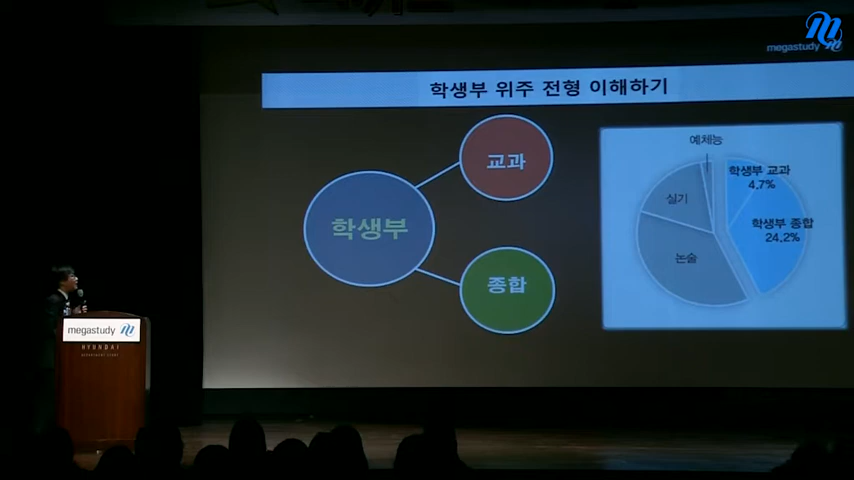 megastudy
학생부 위주 전형 이해하기
학생부
교과
종합
예체능
학생부 교과
4.7%
실기
학생부 종합
24.2%
논술
megastudy
HYUNDAI